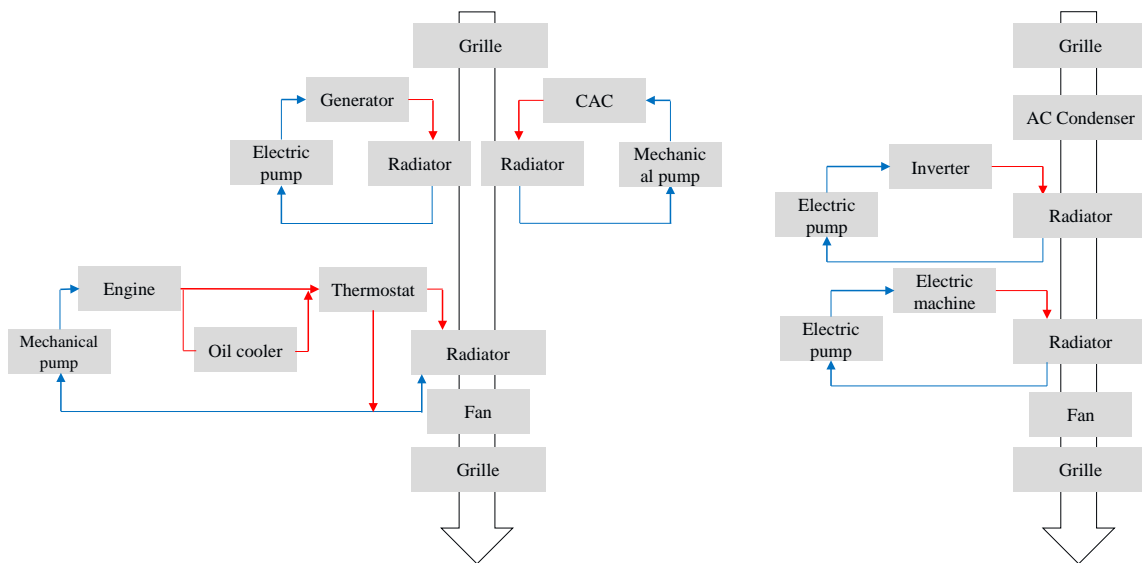 Grille
Generator
CAC
Electric
pump
Radiator
Radiator
Mechanic
al pump
Engine
Thermostat
Mechanical
pump
Oil cooler
Radiator
Fan
Grille
Grille
AC Condenser
Inverter
Electric
pump
Radiator
Electric
machine
Electric
pump
Radiator
Fan
Grille